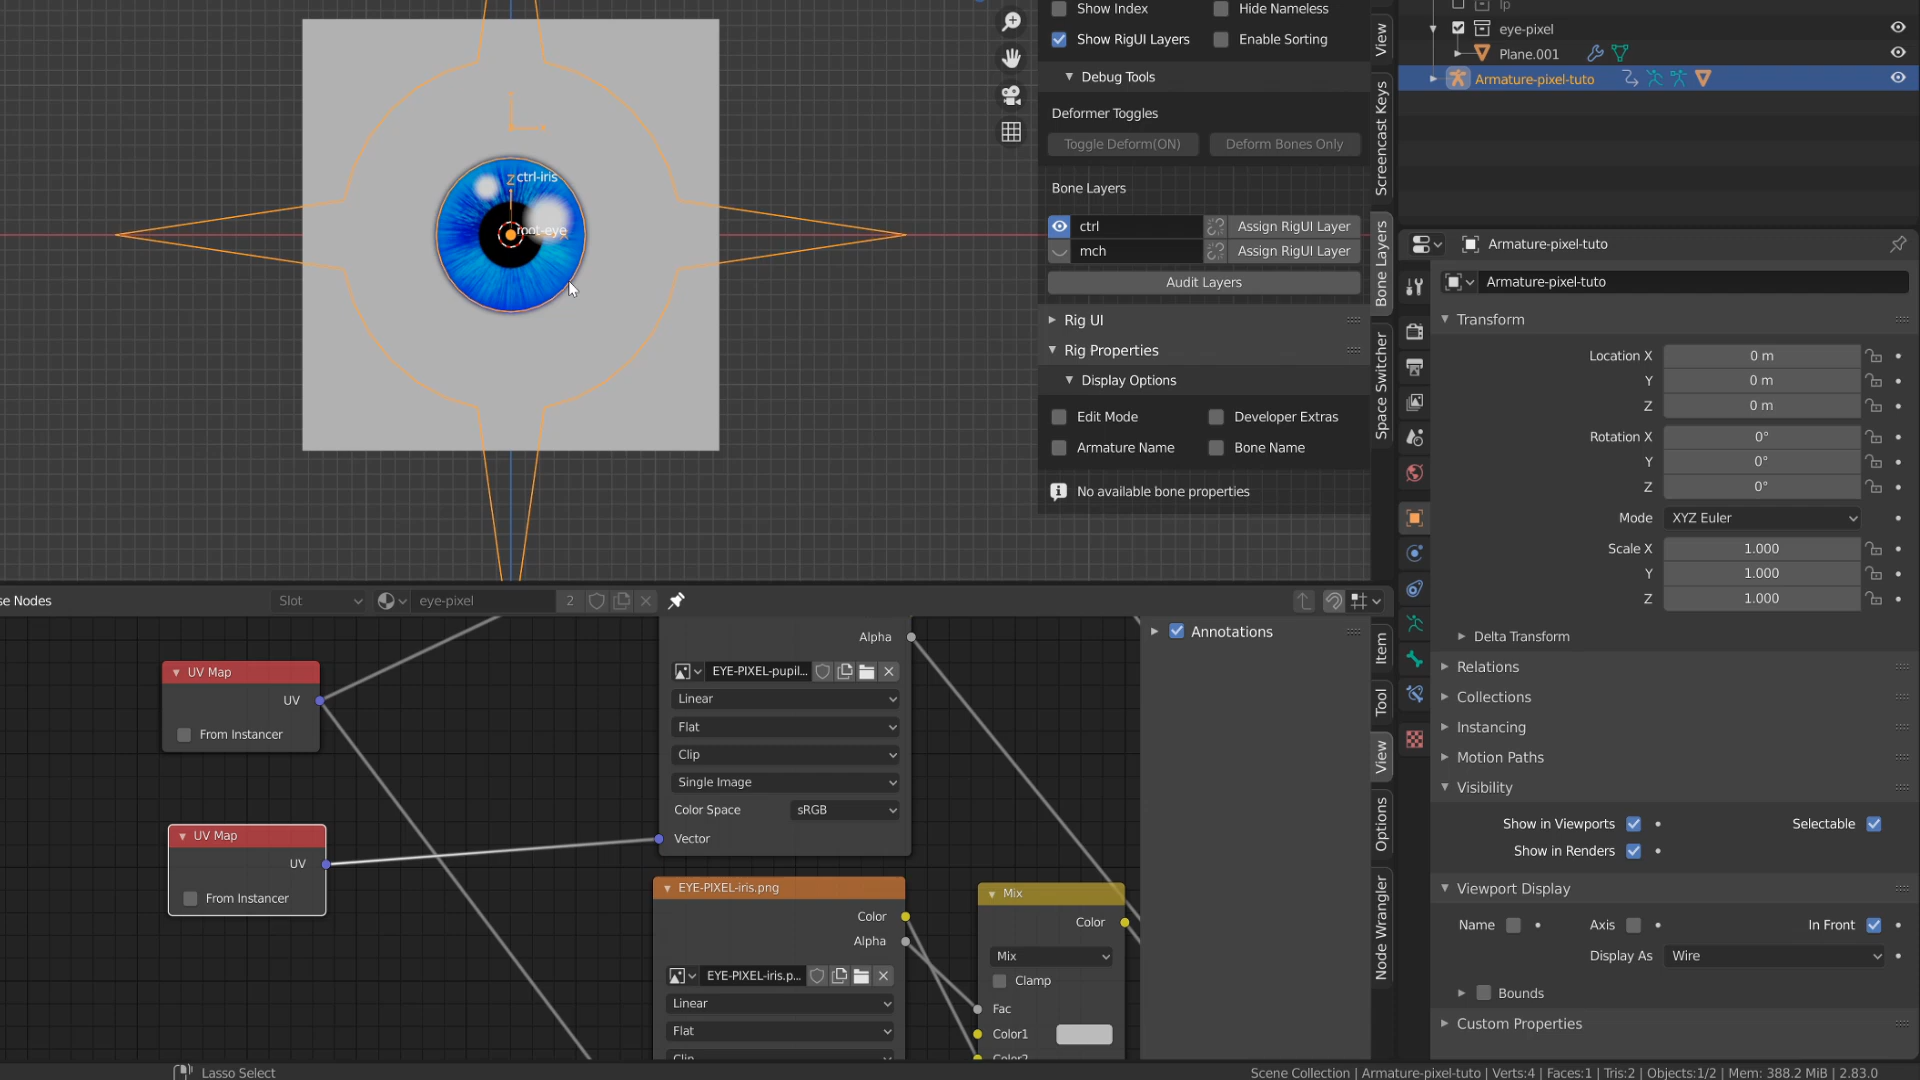 Show Index
Hide Nameless
Show RigUI Layers
Enable Sorting
Debug Tools
Deformer Toggles
Toggle Deform(ON)
Deform Bones Only
Bone Layers
ctrl
Assign RigUI Layer
mch
Assign RigUI Layer
Audit Layers
Rig UI
Rig Properties
Display Options
Edit Mode
Developer Extras
Armature Name
Bone Name
No available bone properties
View
Screencast Keys
Bone Layers
Space Switcher
Z
ctrl-iris
root-eye
lp
eye-pixel
Plane.001
Armature-pixel-tuto
Armature-pixel-tuto
Armature-pixel-tuto
Transform
Location X
0 m
Y
0 m
Z
0 m
Rotation X
0°
Y
0°
Z
0°
Mode
XYZ Euler
Scale X
1.000
Y
1.000
Z
1.000
Delta Transform
Relations
Collections
Instancing
Motion Paths
Visibility
Show in Viewports
Selectable
Show in Renders
Viewport Display
Name
Axis
In Front
Display As
Wire
Bounds
Custom Properties
se Nodes
Slot
eye-pixel
2
UV Map
UV
From Instancer
UV Map
UV
From Instancer
Alpha
EYE-PIXEL-pupil...
Linear
Flat
Clip
Single Image
Color Space
sRGB
Vector
EYE-PIXEL-iris.png
Color
Alpha
EYE-PIXEL-iris.p...
Linear
Flat
Clip
Mix
Color
Mix
Clamp
Fac
Color1
Color2
Annotations
Item
Tool
View
Options
Node Wrangler
Lasso Select
Scene Collection | Armature-pixel-tuto | Verts:4 | Faces:1 | Tris:2 | Objects:1/2 | Mem: 388.2 MiB | 2.83.0